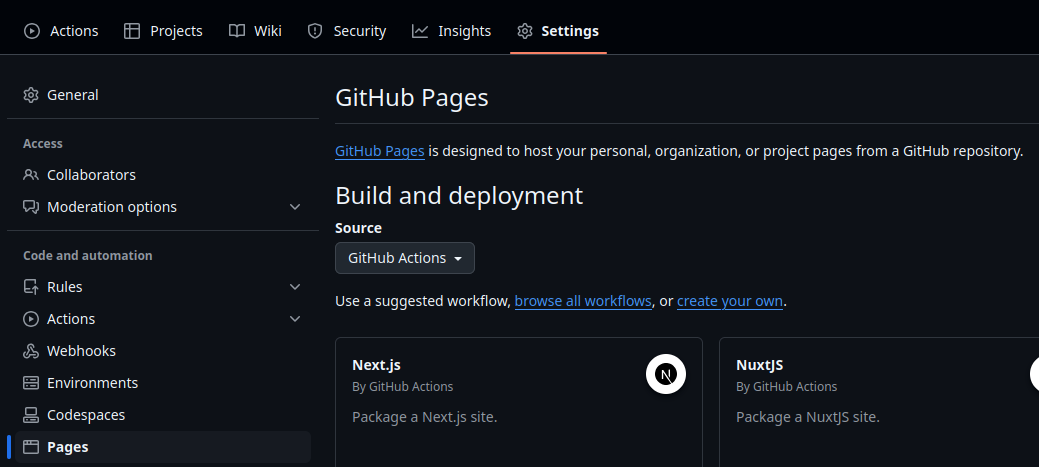 Actions Projects Wiki Security Insights Settings
General
Access
Collaborators
Moderation options
Code and automation
Rules
Actions
Webhooks
Environments
Codespaces
Pages
GitHub Pages
GitHub Pages is designed to host your personal, organization, or project pages from a GitHub repository.
Build and deployment
Source
GitHub Actions
Use a suggested workflow, browse all workflows, or create your own.
Next.js
By GitHub Actions
Package a Next.js site.
N
NuxtJS
By GitHub Actions
Package a NuxtJS site.